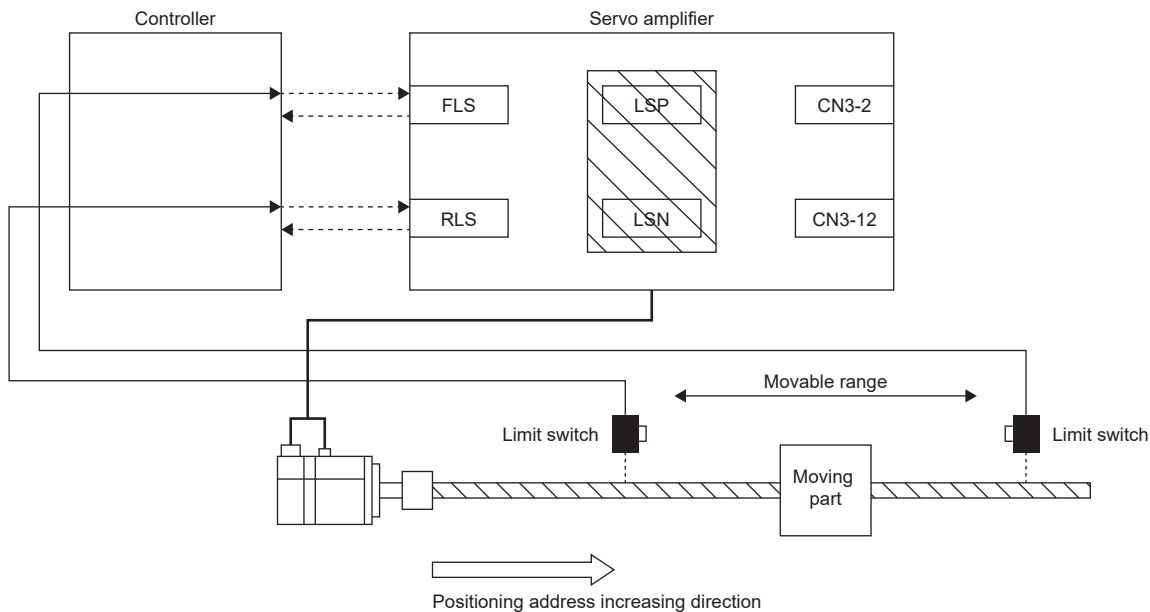 Controller
Servo amplifier
FLS
LSP
CN3-2
RLS
LSN
CN3-12
Movable range
Limit switch
Limit switch
Moving
part
Positioning address increasing direction